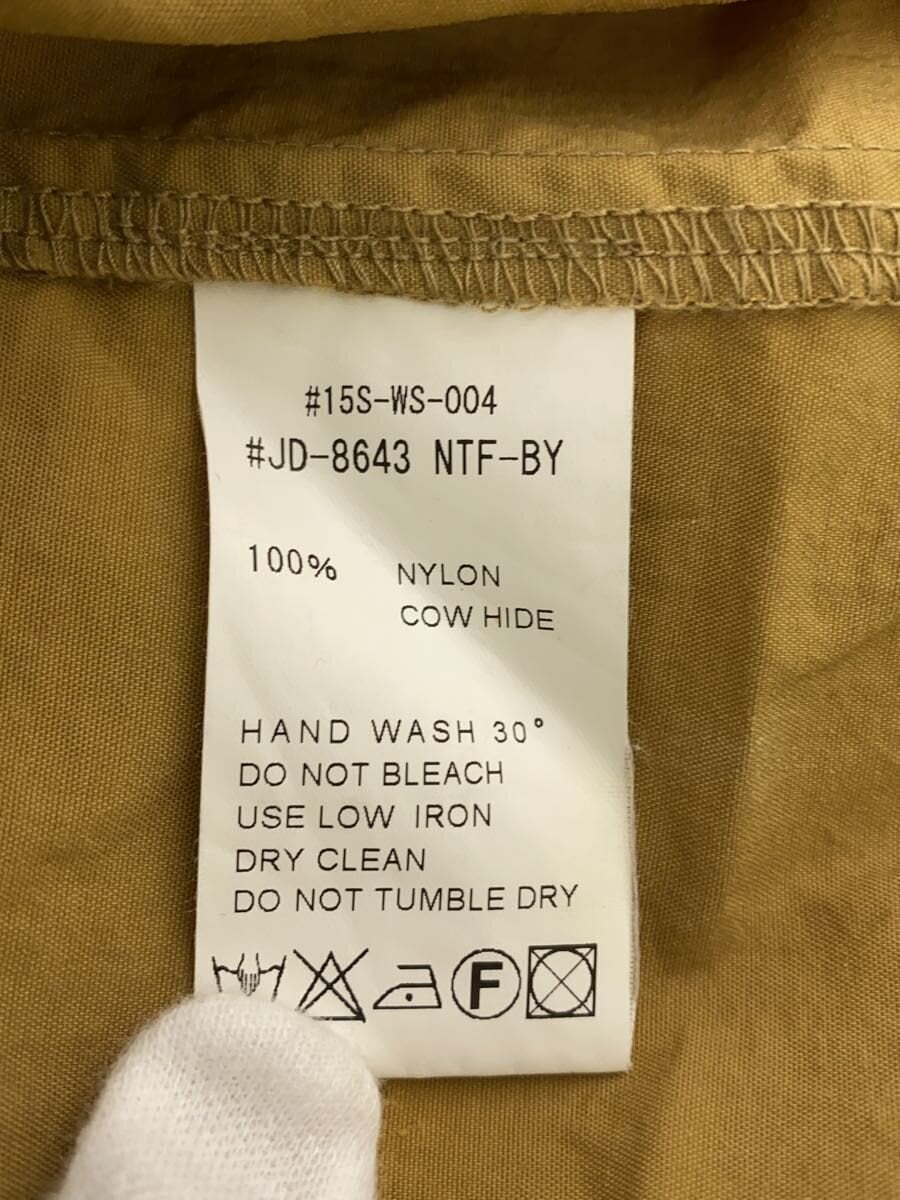 #15S-WS-004
#JD-8643 NTF-BY
100% NYLON
COW HIDE
HAND WASH 30°
DO NOT BLEACH
USE LOW IRON
DRY CLEAN
DO NOT TUMBLE DRY
F